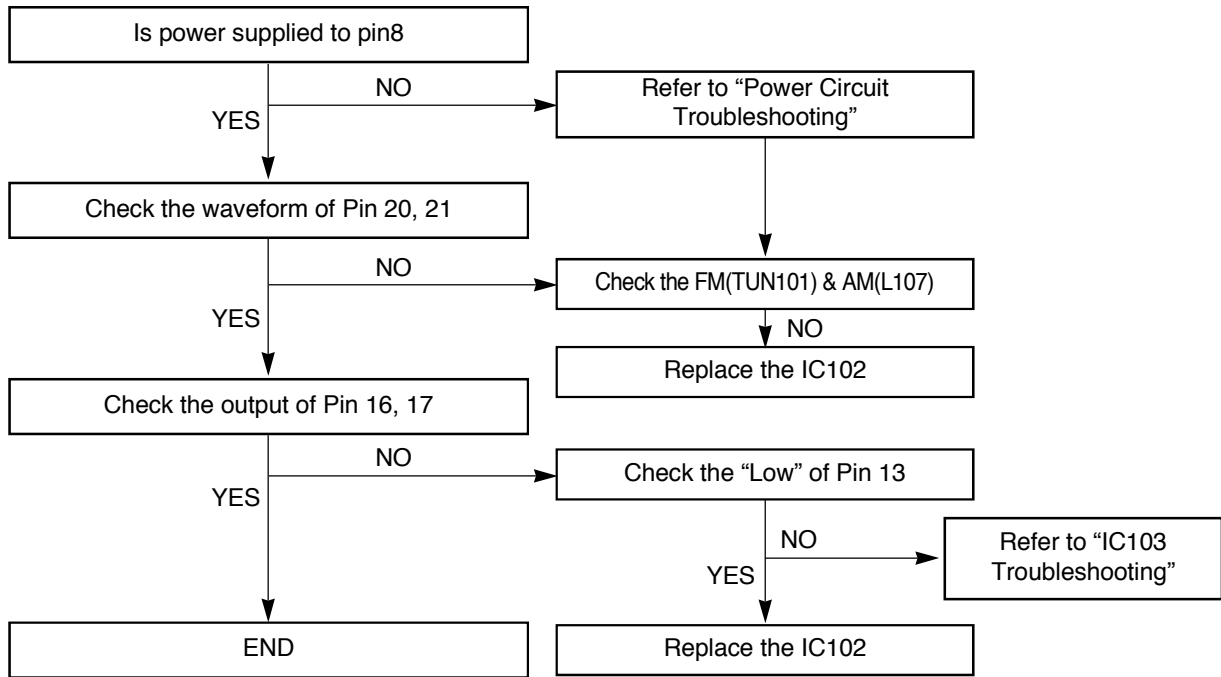 Is power supplied to pin8
NO
Refer to “Power Circuit
Troubleshooting”
YES
Check the waveform of Pin 20, 21
NO
Check the FM(TUN101) & AM(L107)
YES
NO
Replace the IC102
Check the output of Pin 16, 17
NO
Check the “Low” of Pin 13
YES
NO
Refer to “IC103
Troubleshooting”
YES
END
Replace the IC102